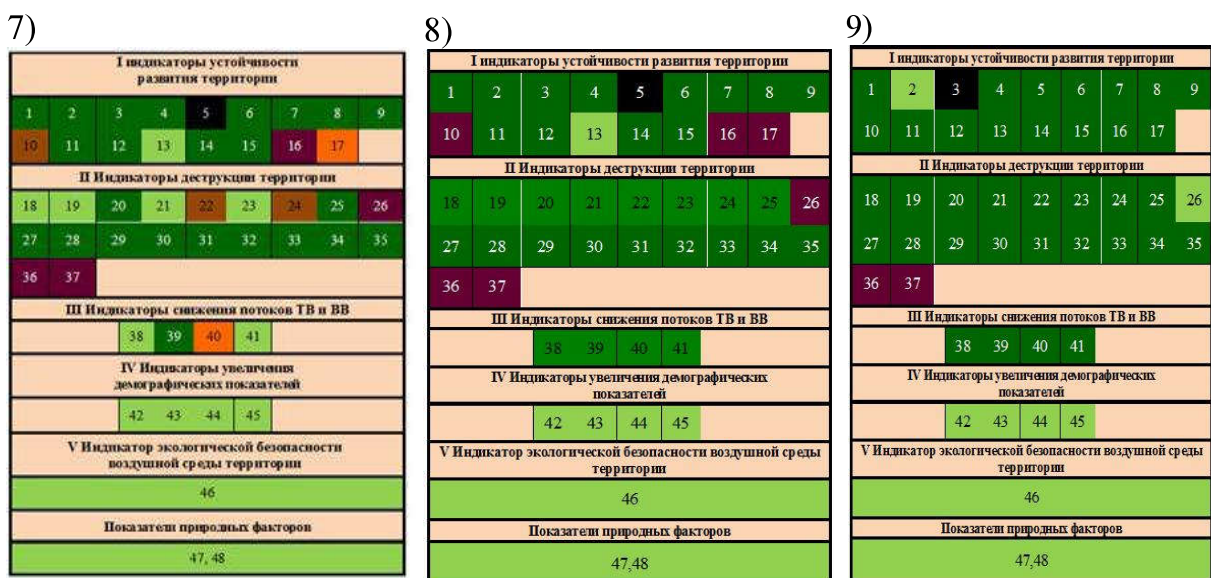 7)
I индикаторы устойчивости
развития территории
1 2 3 4 5 6 7 8 9
10 11 12 13 14 15 16 17
II Индикаторы деструкции территории
18 19 20 21 22 23 24 25 26
27 28 29 30 31 32 33 34 35
36 37
III Индикаторы снижения потоков ТВ и ВВ
38 39 40 41
IV Индикаторы увеличения
демографических показателей
42 43 44 45
V Индикатор экологической безопасности
воздушной среды территории
46
Показатели природных факторов
47, 48
8)
I индикаторы устойчивости развития территории
1 2 3 4 5 6 7 8 9
10 11 12 13 14 15 16 17
II Индикаторы деструкции территории
18 19 20 21 22 23 24 25 26
27 28 29 30 31 32 33 34 35
36 37
III Индикаторы снижения потоков ТВ и ВВ
38 39 40 41
IV Индикаторы увеличения демографических
показателей
42 43 44 45
V Индикатор экологической безопасности воздушной среды
территории
46
Показатели природных факторов
47,48
9)
I индикаторы устойчивости развития территории
1 2 3 4 5 6 7 8 9
10 11 12 13 14 15 16 17
II Индикаторы деструкции территории
18 19 20 21 22 23 24 25 26
27 28 29 30 31 32 33 34 35
36 37
III Индикаторы снижения потоков ТВ и ВВ
38 39 40 41
IV Индикаторы увеличения демографических
показателей
42 43 44 45
V Индикатор экологической безопасности воздушной среды
территории
46
Показатели природных факторов
47,48